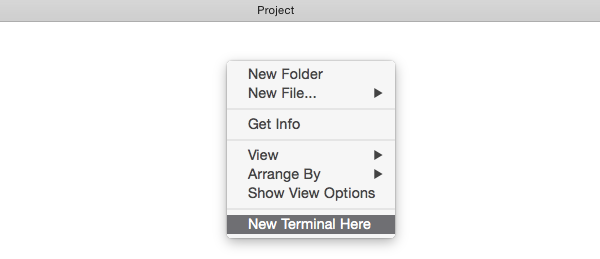 Project
New Folder
New File...
Get Info
View
Arrange By
Show View Options
New Terminal Here